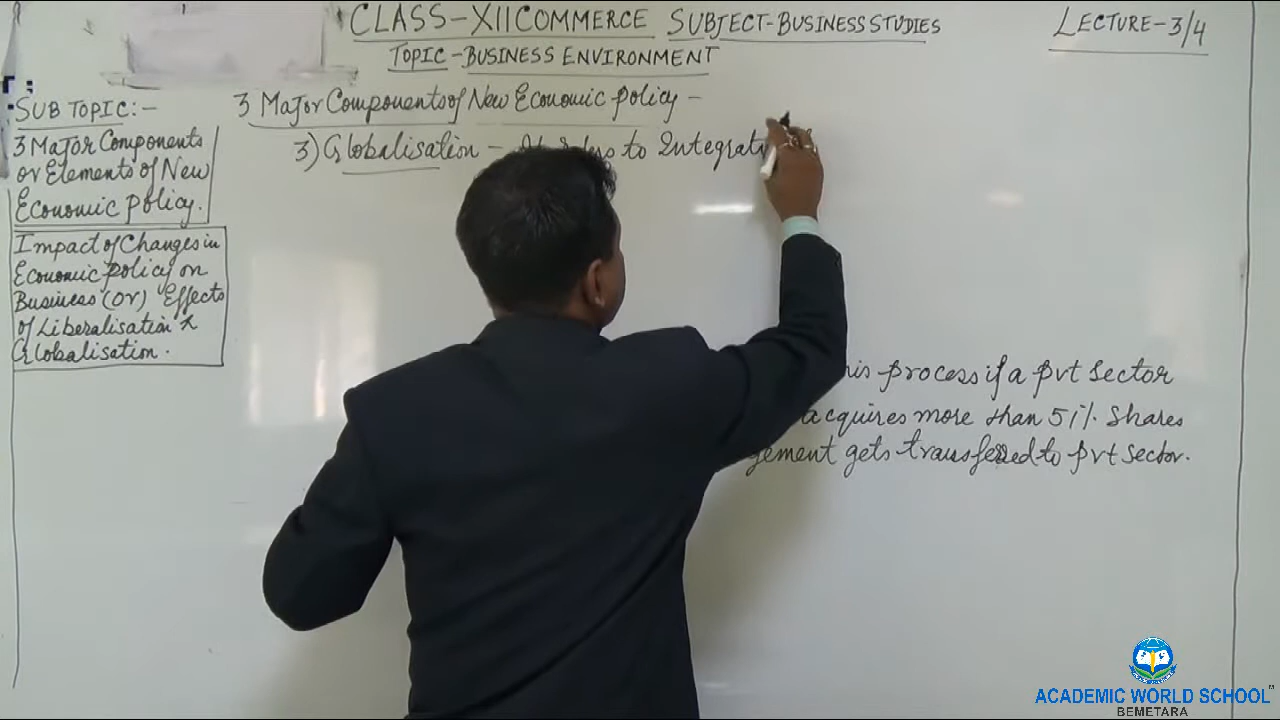 CLASS-XII COMMERCE SUBJECT-BUSINESS STUDIES
LECTURE-3/4
TOPIC-BUSINESS ENVIRONMENT
SUB TOPIC:-
3 Major Components
or Elements of New
Economic policy.
Impact of Changes in
Economic policy on
Business (or) Effects
of Liberalisation &
Globalisation.
3 Major Components of New Economic policy -
3) Globalisation - It refers to Integrati
his process if a pvt sector
acquires more than 51% shares
gement gets transferred to pvt sector.
ACADEMIC WORLD SCHOOL
BEMETARA